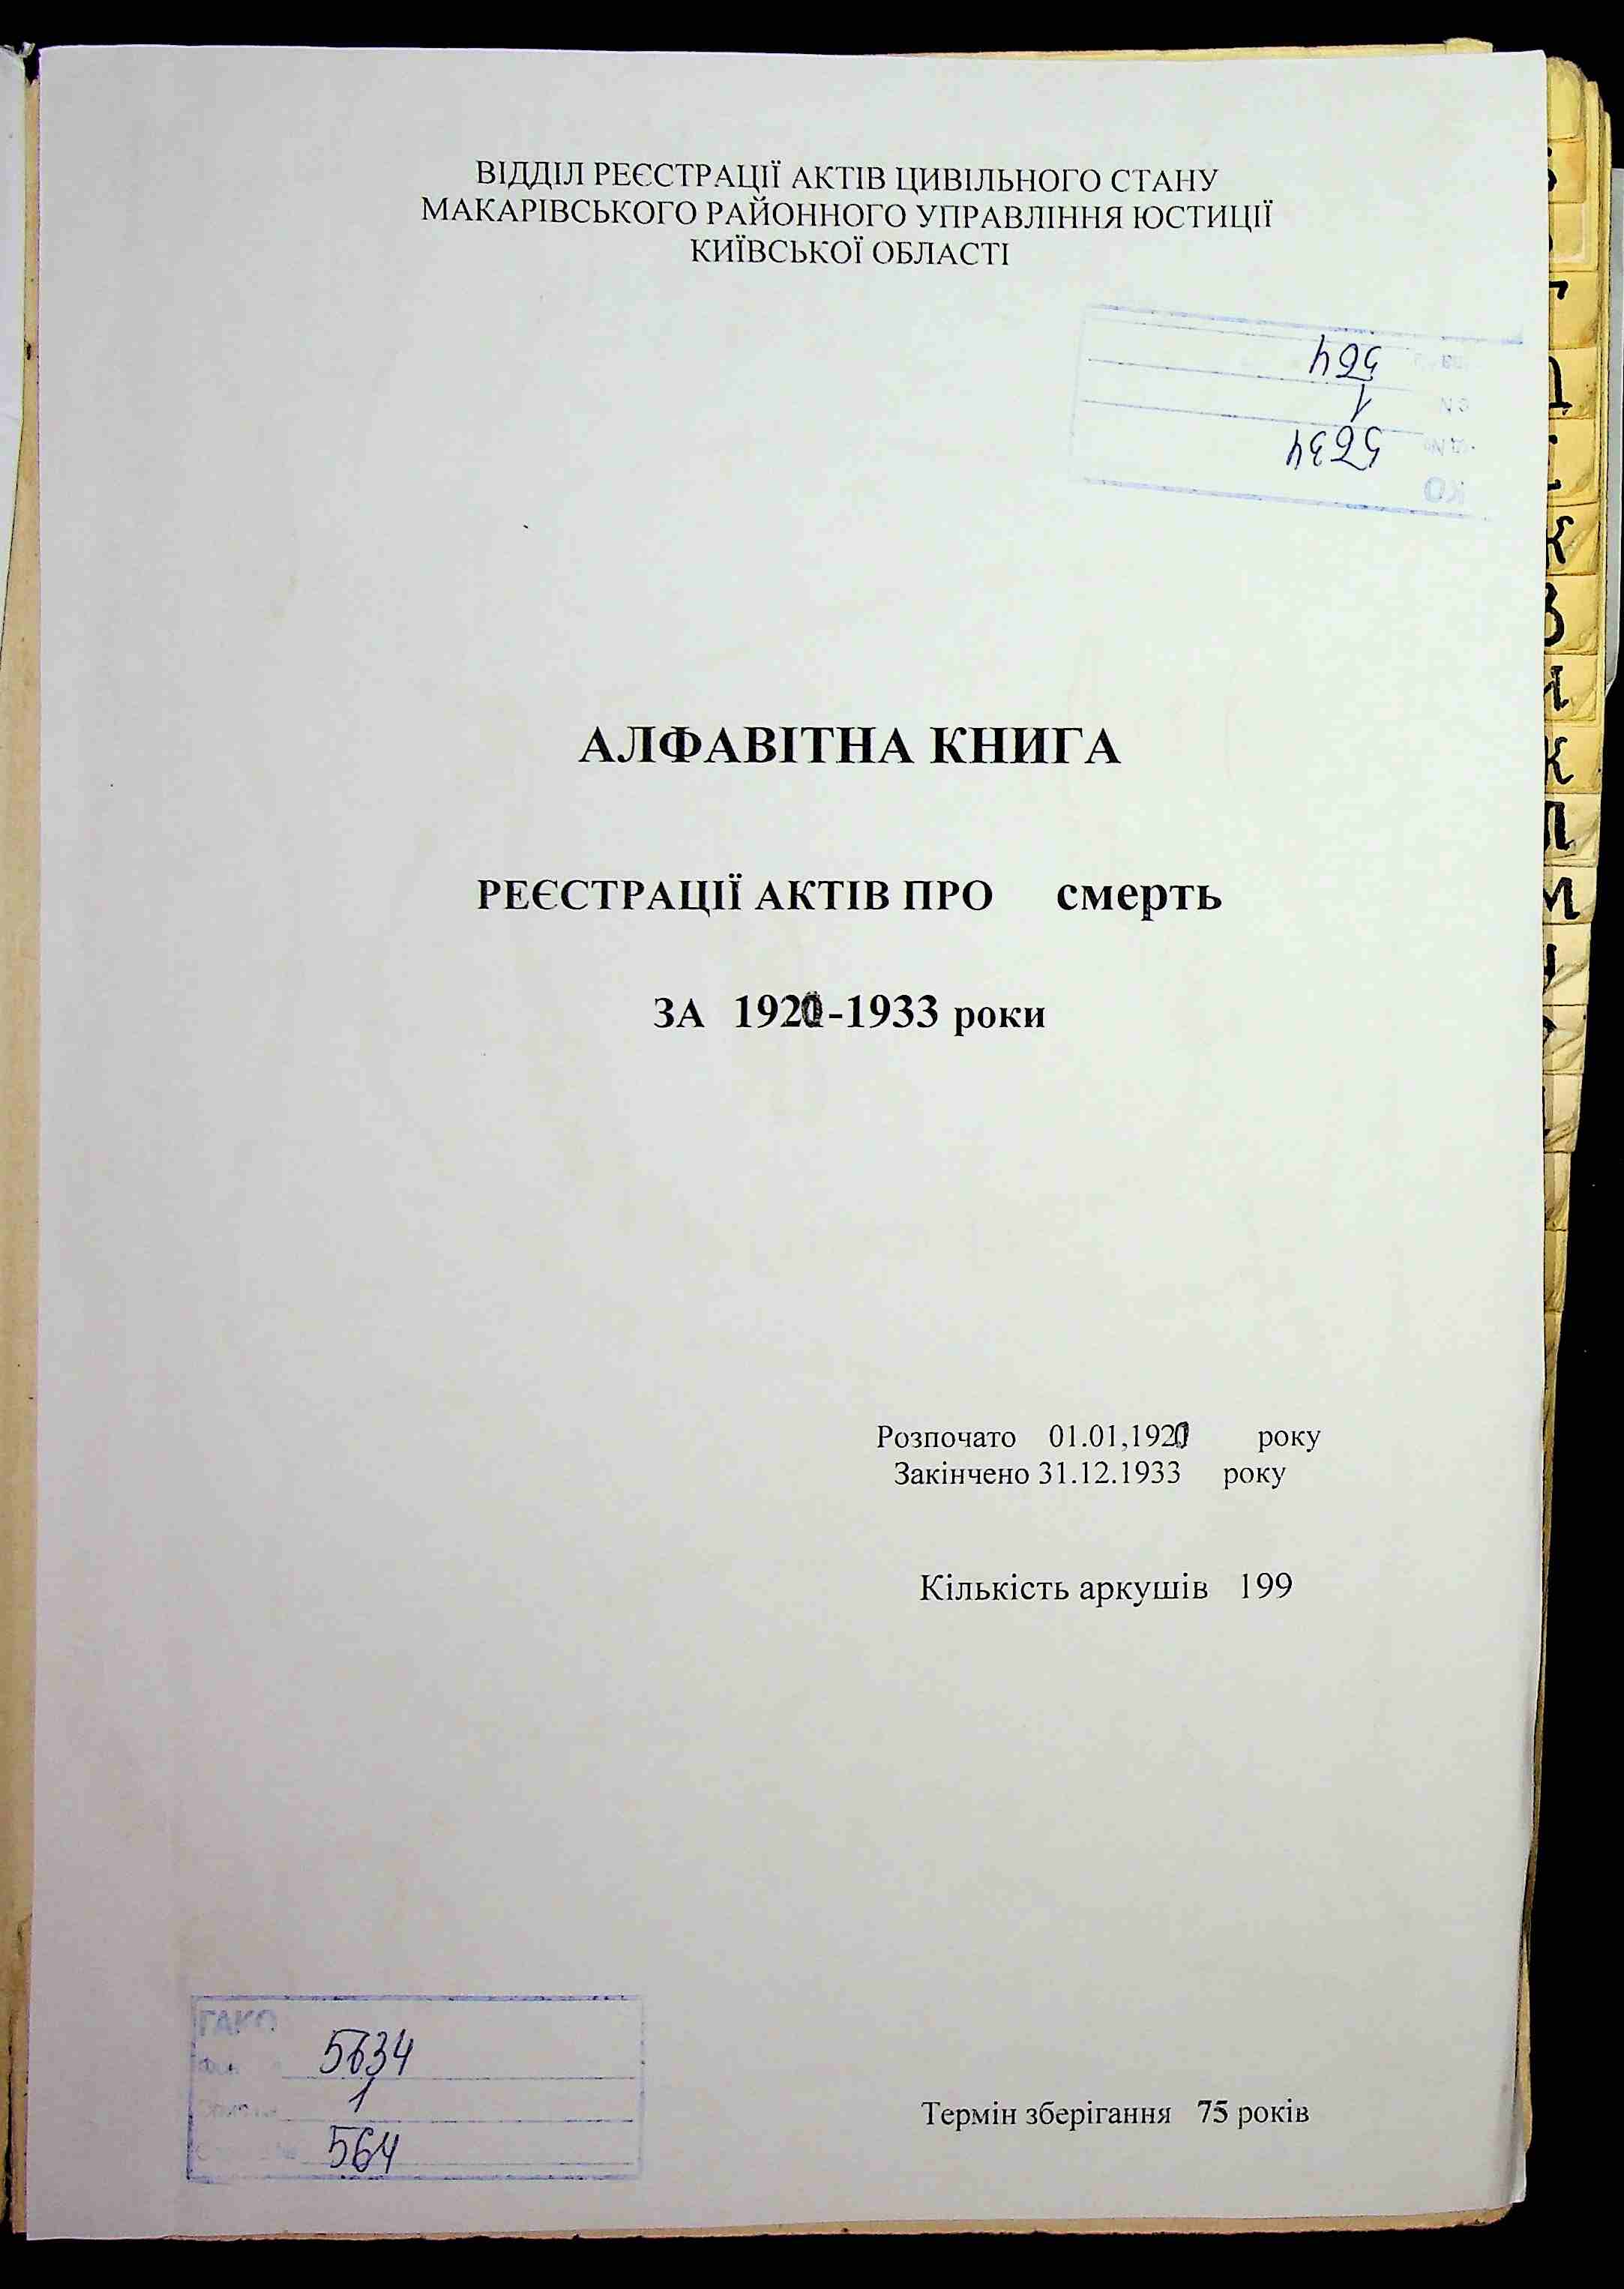 ВІДДІЛ РЕЄСТРАЦІЇ АКТІВ ЦИВІЛЬНОГО СТАНУ
МАКАРІВСЬКОГО РАЙОННОГО УПРАВЛІННЯ ЮСТИЦІЇ
КИЇВСЬКОЇ ОБЛАСТІ
5634
1
564
АЛФАВІТНА КНИГА
РЕЄСТРАЦІЇ АКТІВ ПРО смерть
ЗА 1920-1933 роки
Розпочато 01.01,1920 року
Закінчено 31.12.1933 року
Кількість аркушів 199
ГАКО
5634
1
564
Термін зберігання 75 років
Г
Д
К
З
И
К
Л
М